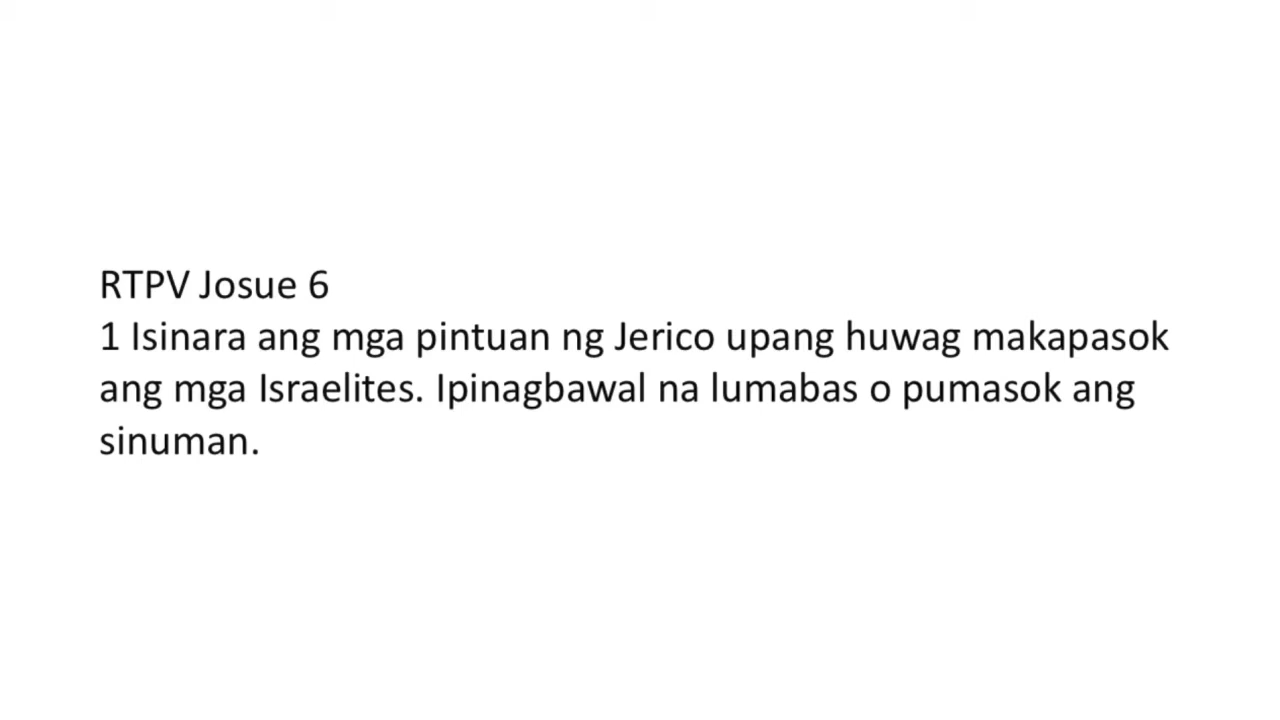 RTPV Josue 6
1 Isinara ang mga pintuan ng Jerico upang huwag makapasok
ang mga Israelites. Ipinagbawal na lumabas o pumasok ang
sinuman.